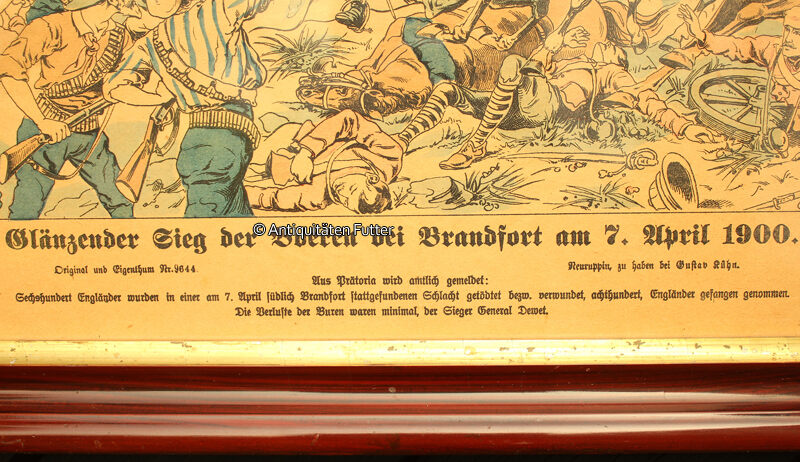 © Antiquitäten Futter
Glänzender Sieg der Boeren bei Brandfort am 7. April 1900.
Original und Eigenthum Nr. 9644.
Neuruppin, zu haben bei Gustav Kühn.
Aus Prätoria wird amtlich gemeldet:
Sechshundert Engländer wurden in einer am 7. April südlich Brandfort stattgefundenen Schlacht getödtet bezw. verwundet, achthundert, Engländer gefangen genommen.
Die Verluste der Buren waren minimal, der Sieger General Dewet.